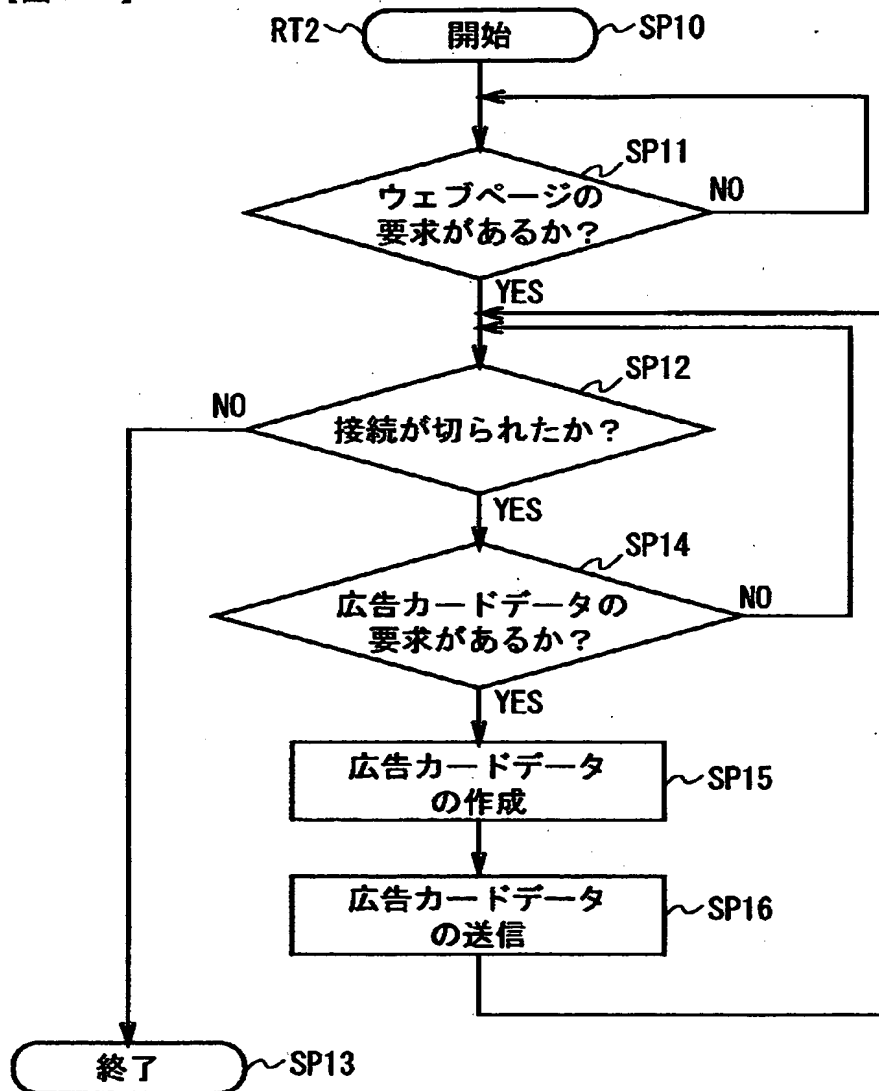 RT2 開始 SP10
SP11
ウェブページの
要求があるか?
NO
YES
SP12
NO
接続が切られたか?
YES
SP14
広告カードデータの
要求があるか?
NO
YES
広告カードデータ
の作成
SP15
広告カードデータ
の送信
SP16
終了 SP13